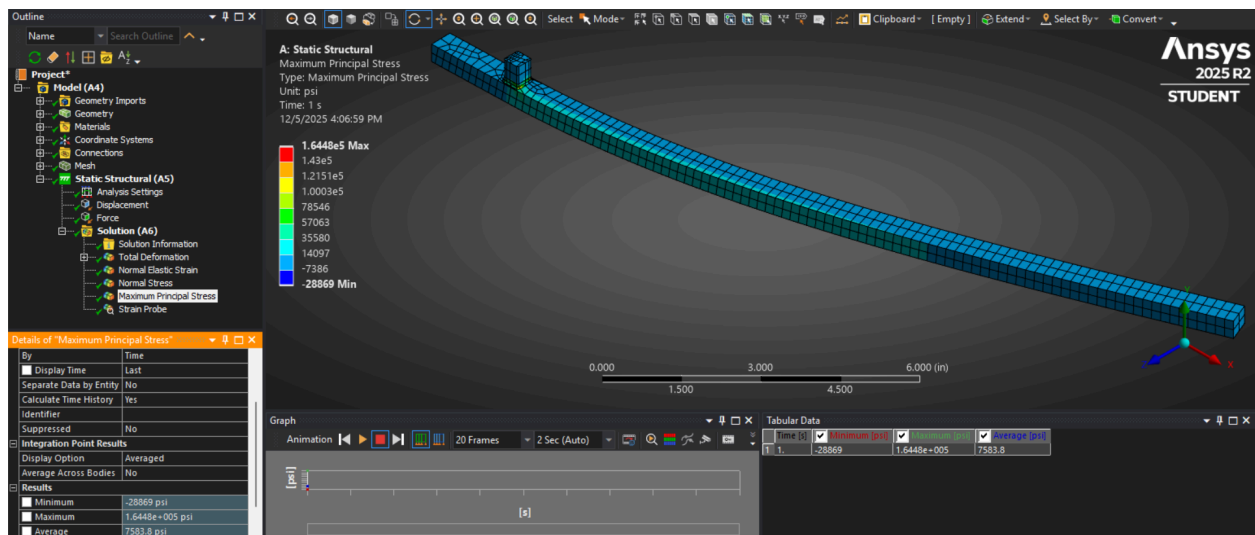 Outline
Name Search Outline
Project*
Model (A4)
Geometry Imports
Geometry
Materials
Coordinate Systems
Connections
Mesh
Static Structural (A5)
Analysis Settings
Displacement
Force
Solution (A6)
Solution Information
Total Deformation
Normal Elastic Strain
Normal Stress
Maximum Principal Stress
Strain Probe
Details of "Maximum Principal Stress"
By Time
Display Time Last
Separate Data by Entity No
Calculate Time History Yes
Identifier
Suppressed No
Integration Point Results
Display Option Averaged
Average Across Bodies No
Results
Minimum -28869 psi
Maximum 1.6448e+005 psi
Average 7583.8 psi
Select Mode Clipboard [ Empty ] Extend Select By Convert
A: Static Structural
Maximum Principal Stress
Type: Maximum Principal Stress
Unit: psi
Time: 1 s
12/5/2025 4:06:59 PM
1.6448e5 Max
1.43e5
1.2151e5
1.0003e5
78546
57063
35580
14097
-7386
-28869 Min
Ansys
2025 R2
STUDENT
Y
Z
X
0.000 3.000 6.000 (in)
1.500 4.500
Graph
Animation 20 Frames 2 Sec (Auto)
[psi]
[s]
Tabular Data
Time [s] Minimum [psi] Maximum [psi] Average [psi]
1 1. -28869 1.6448e+005 7583.8